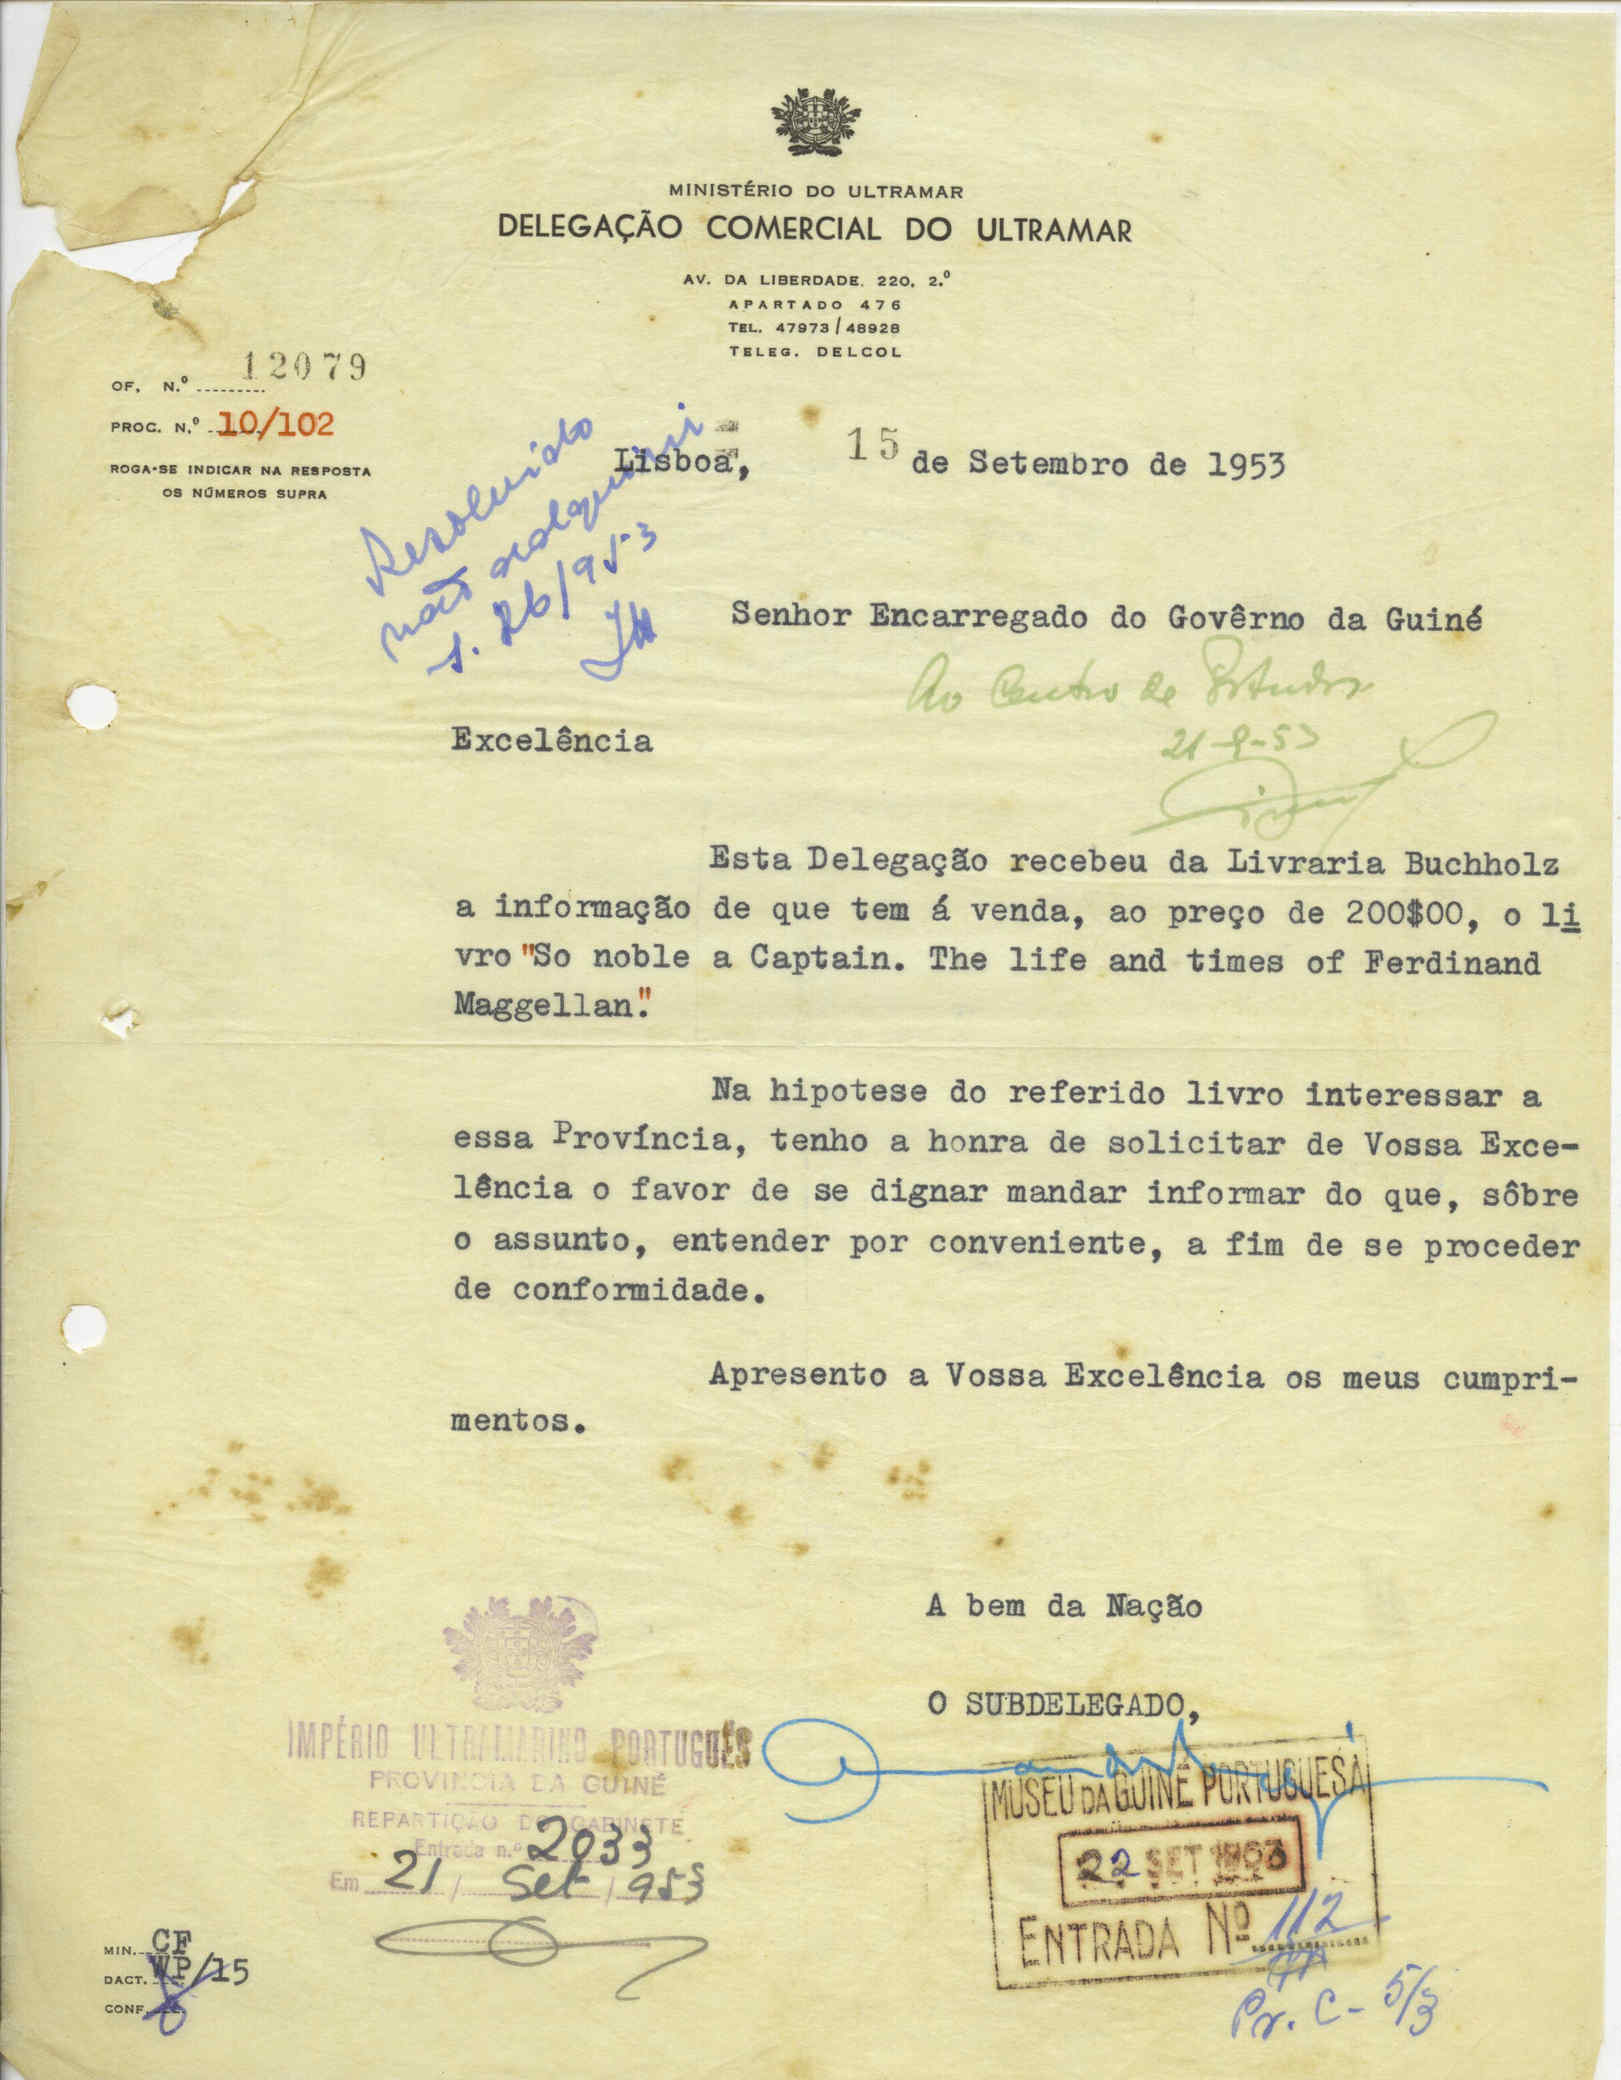 MINISTÉRIO DO ULTRAMAR
DELEGAÇÃO COMERCIAL DO ULTRAMAR
AV. DA LIBERDADE, 220, 2.º
APARTADO 476
TEL. 47973/48928
TELEG. DELCOL
OF. N.º 12079
PROC. N.º 10/102
ROGA-SE INDICAR NA RESPOSTA
OS NÚMEROS SUPRA
Lisboa, 15 de Setembro de 1953
Resolvido
não adquirir
26/953
Senhor Encarregado do Govêrno da Guiné
Ao Centro de Estudos
21-9-53
Excelência
Esta Delegação recebeu da Livraria Buchholz
a informação de que tem á venda, ao preço de 200$00, o li
vro "So noble a Captain. The life and times of Ferdinand
Maggellan".
Na hipotese do referido livro interessar a
essa Província, tenho a honra de solicitar de Vossa Exce-
lência o favor de se dignar mandar informar do que, sôbre
o assunto, entender por conveniente, a fim de se proceder
de conformidade.
Apresento a Vossa Excelência os meus cumpri-
mentos.
A bem da Nação
O SUBDELEGADO,
IMPÉRIO ULTRAMARINO PORTUGUÊS
PROVINCIA DA GUINÉ
REPARTIÇÃO DO GABINETE
Entrada n.º 2033
Em 21 / Set / 953
MUSEU DA GUINÉ PORTUGUESA
22 SET 1953
ENTRADA Nº 112
Pr. C - 5/3
MIN. CF
DACT. WP/15
CONF.